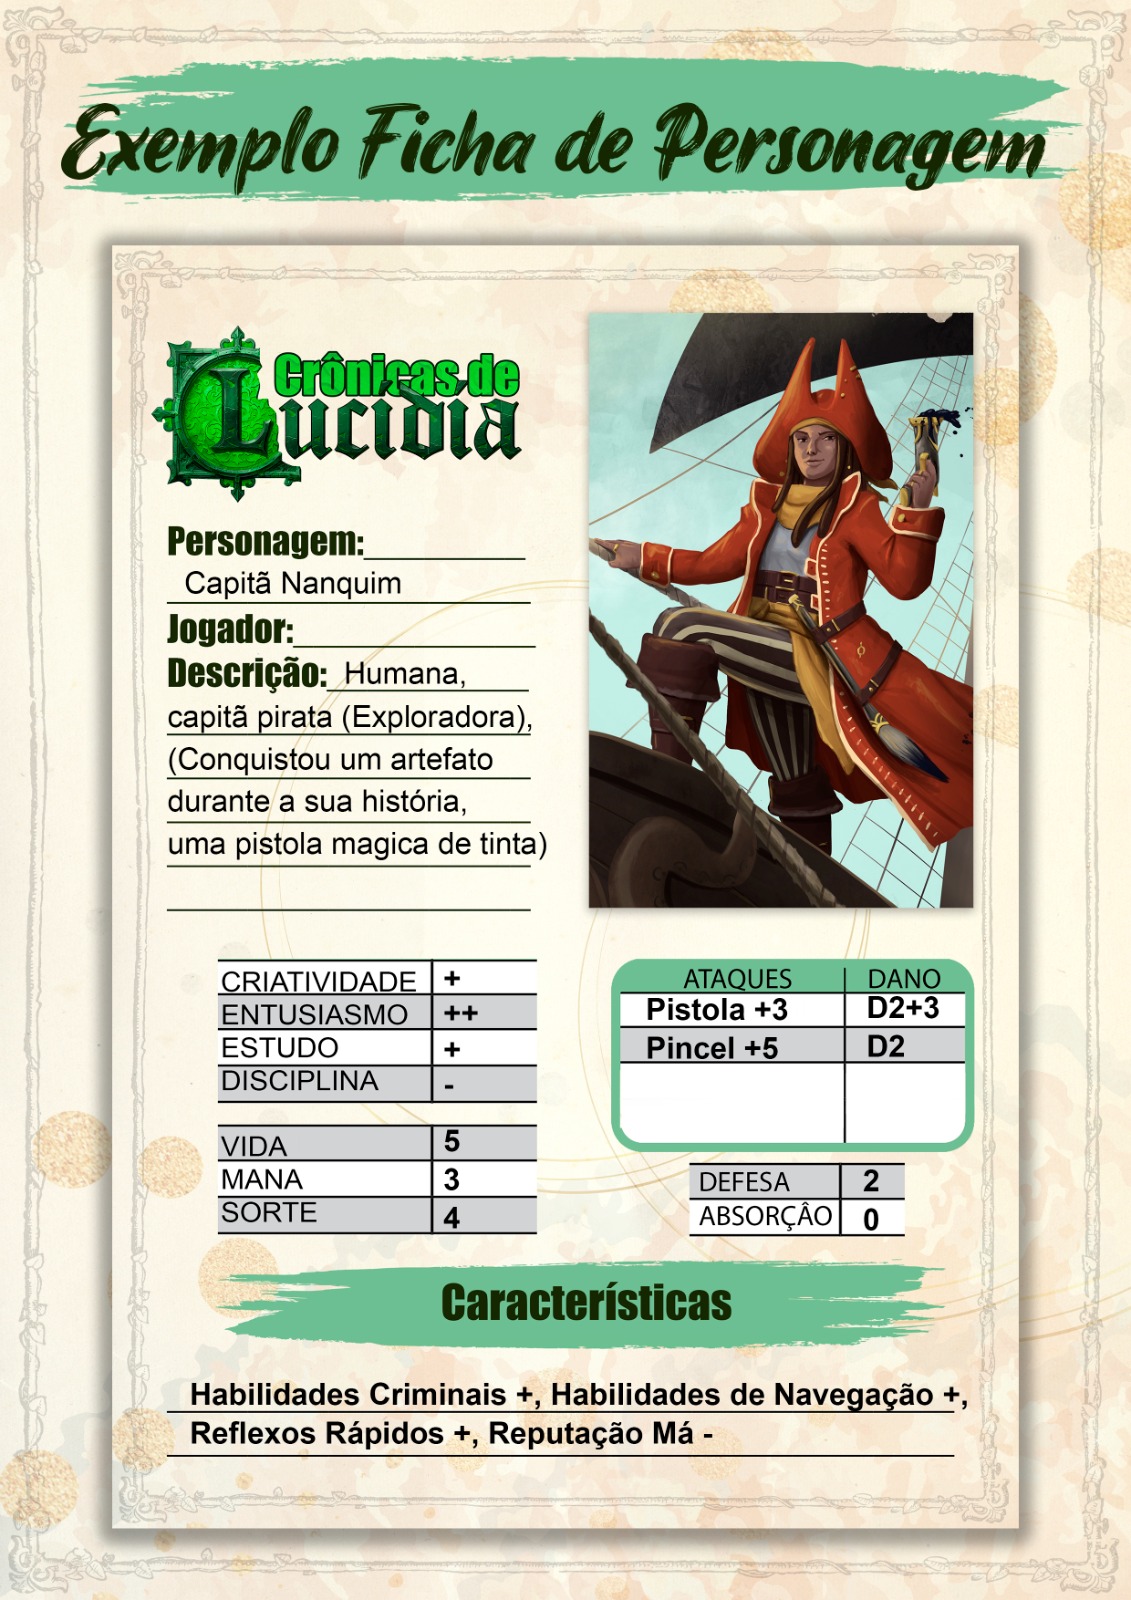 Exemplo Ficha de Personagem
Crônicas de
Lucidia
Personagem:
Capitã Nanquim
Jogador:
Descrição: Humana,
capitã pirata (Exploradora),
(Conquistou um artefato
durante a sua história,
uma pistola magica de tinta)
CRIATIVIDADE +
ENTUSIASMO ++
ESTUDO +
DISCIPLINA -
VIDA 5
MANA 3
SORTE 4
ATAQUES DANO
Pistola +3 D2+3
Pincel +5 D2
DEFESA 2
ABSORÇÂO 0
Características
Habilidades Criminais +, Habilidades de Navegação +,
Reflexos Rápidos +, Reputação Má -